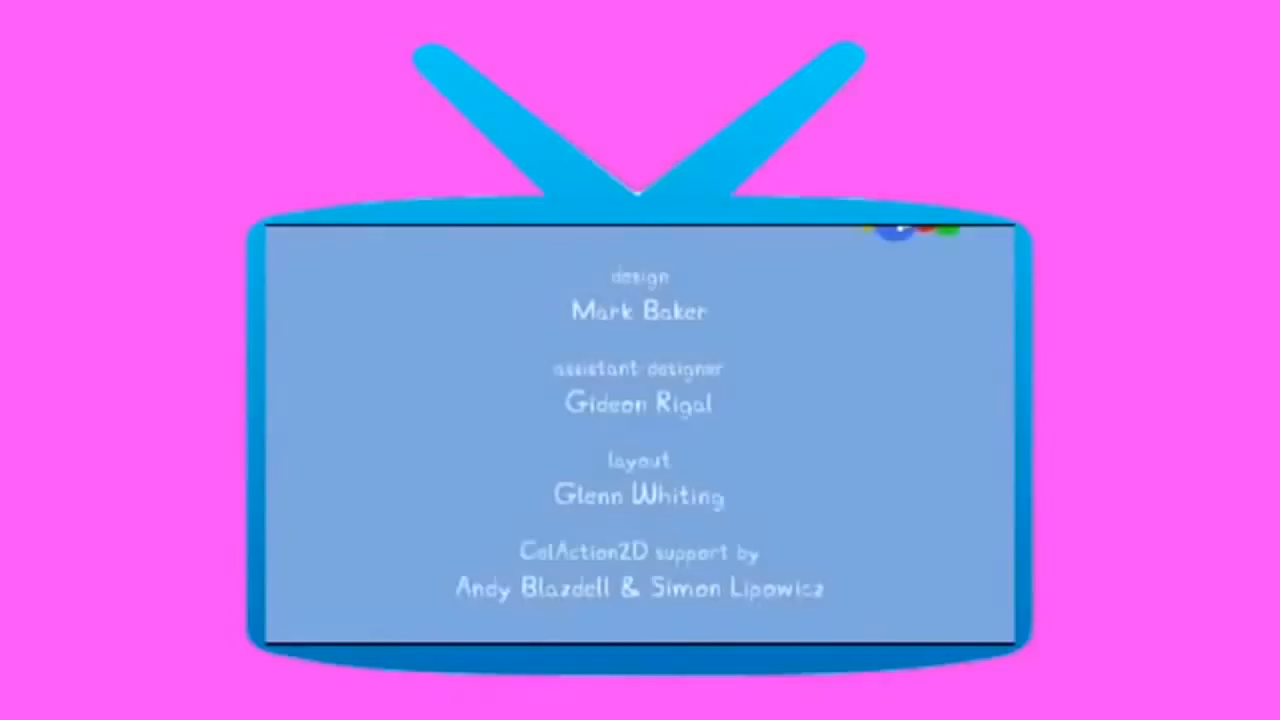 design
Mark Baker
assistant designer
Gideon Rigal
layout
Glenn Whiting
CelAction2D support by
Andy Blazdell & Simon Lipowicz